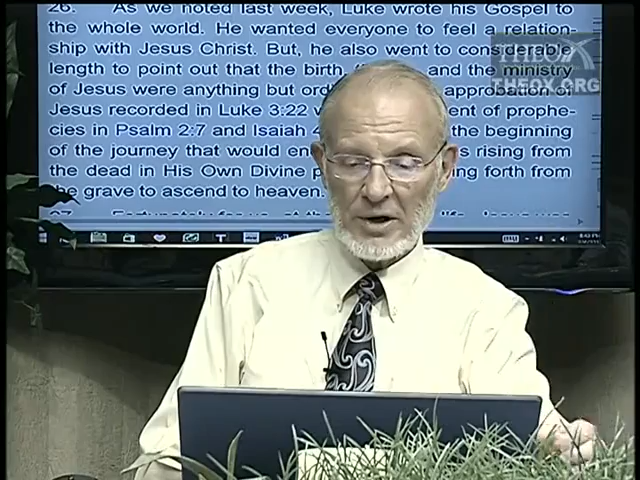 26. As we noted last week, Luke wrote his Gospel to
the whole world. He wanted everyone to feel a relation-
ship with Jesus Christ. But, he also went to considerable
length to point out that the birth, and the ministry
of Jesus were anything but approbation of
Jesus recorded in Luke 3:22 of prophe-
cies in Psalm 2:7 and Isaiah the beginning
of the journey that would rising from
the dead in His Own Divine forth from
the grave to ascend to heaven.
THEOX
THEOX.ORG